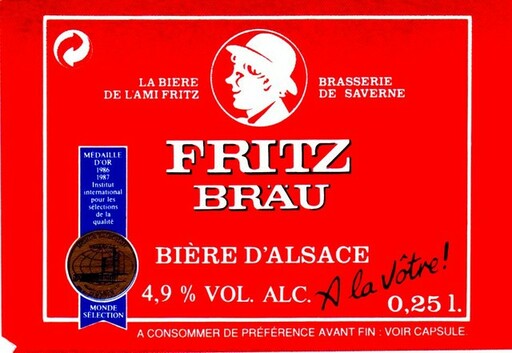 LA BIERE
DE L'AMI FRITZ
BRASSERIE
DE SAVERNE
FRITZ
BRÄU
MÉDAILLE
D'OR
1986
1987
Institut
international
pour les
sélections
de la
qualité
MONDE
SÉLECTION
BIÈRE D'ALSACE
4,9 % VOL. ALC.
A la Vôtre!
0,25 l.
A CONSOMMER DE PRÉFÉRENCE AVANT FIN : VOIR CAPSULE